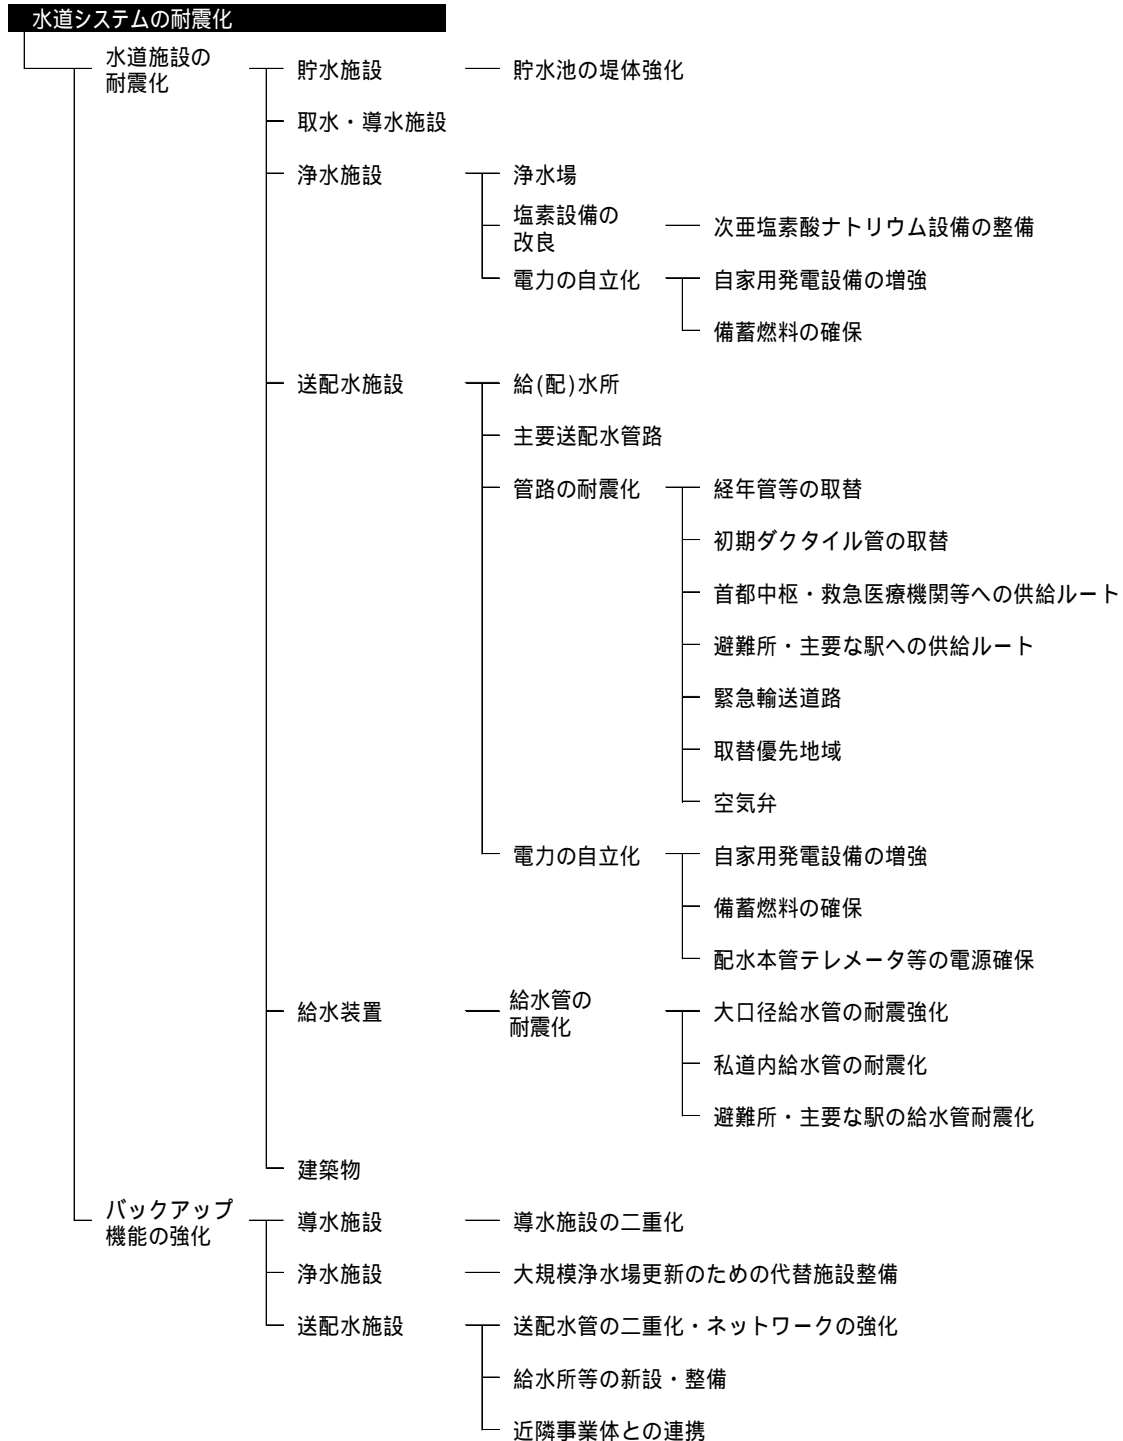 水道システムの耐震化
水道施設の
耐震化
貯水施設
貯水池の堤体強化
取水・導水施設
浄水施設
浄水場
塩素設備の
改良
次亜塩素酸ナトリウム設備の整備
電力の自立化
自家用発電設備の増強
備蓄燃料の確保
送配水施設
給(配)水所
主要送配水管路
管路の耐震化
経年管等の取替
初期ダクタイル管の取替
首都中枢・救急医療機関等への供給ルート
避難所・主要な駅への供給ルート
緊急輸送道路
取替優先地域
空気弁
電力の自立化
自家用発電設備の増強
備蓄燃料の確保
配水本管テレメータ等の電源確保
給水装置
給水管の
耐震化
大口径給水管の耐震強化
私道内給水管の耐震化
避難所・主要な駅の給水管耐震化
建築物
バックアップ
機能の強化
導水施設
導水施設の二重化
浄水施設
大規模浄水場更新のための代替施設整備
送配水施設
送配水管の二重化・ネットワークの強化
給水所等の新設・整備
近隣事業体との連携